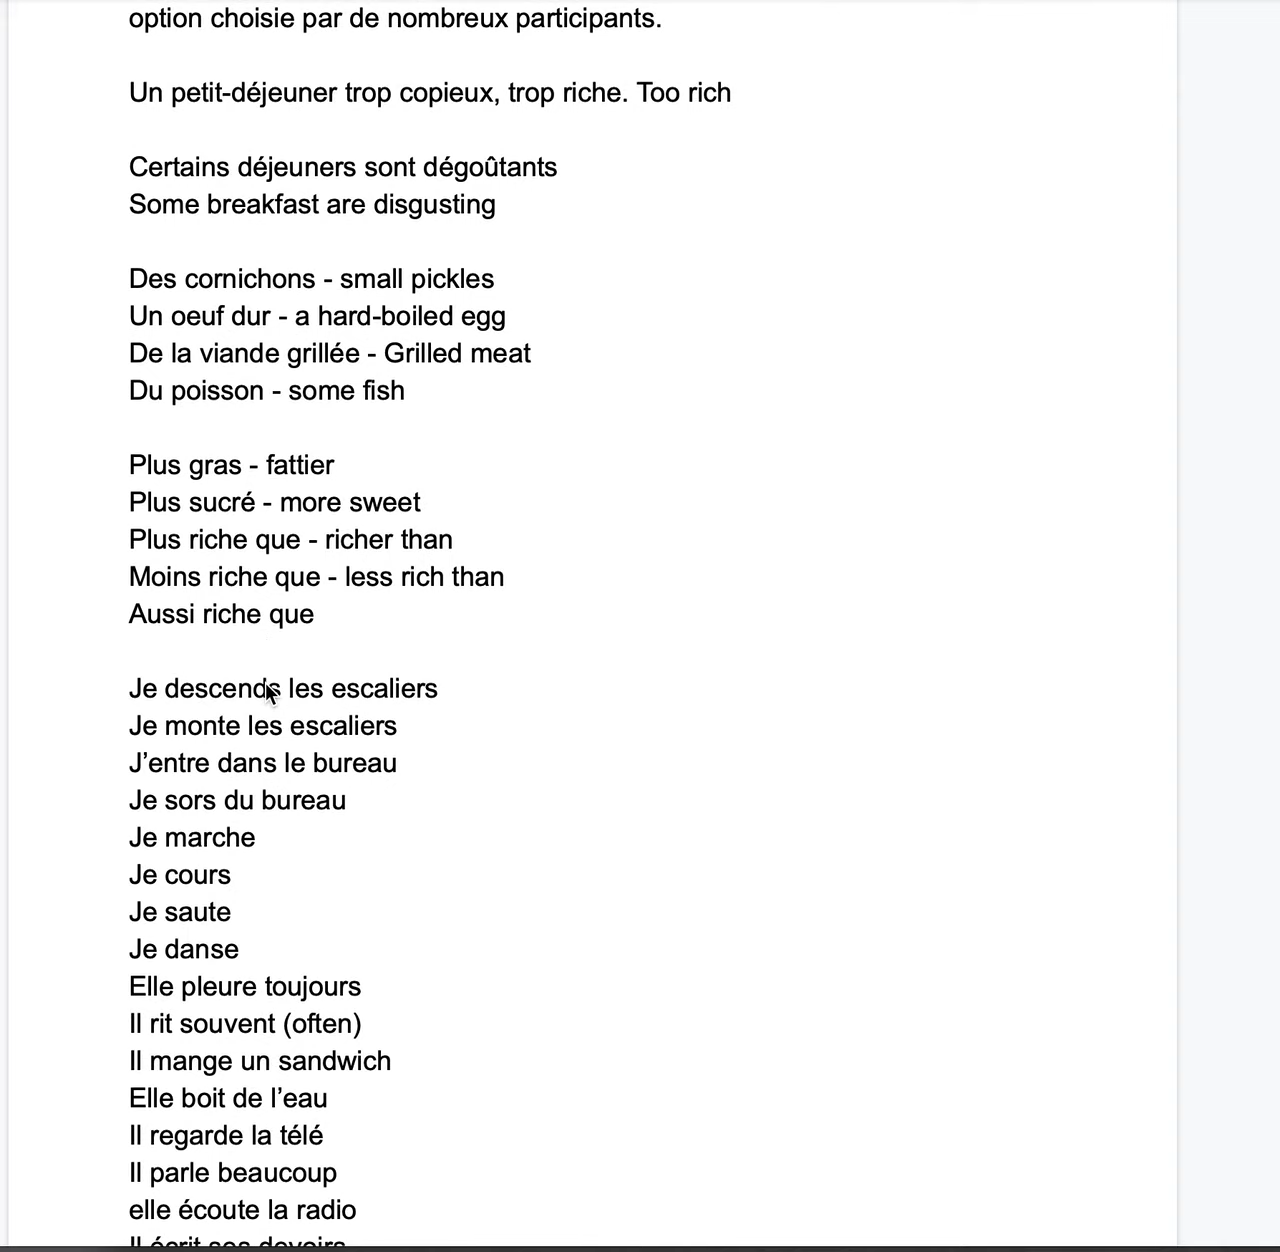 option choisie par de nombreux participants.
Un petit-déjeuner trop copieux, trop riche. Too rich
Certains déjeuners sont dégoûtants
Some breakfast are disgusting
Des cornichons - small pickles
Un oeuf dur - a hard-boiled egg
De la viande grillée - Grilled meat
Du poisson - some fish
Plus gras - fattier
Plus sucré - more sweet
Plus riche que - richer than
Moins riche que - less rich than
Aussi riche que
Je descends les escaliers
Je monte les escaliers
J’entre dans le bureau
Je sors du bureau
Je marche
Je cours
Je saute
Je danse
Elle pleure toujours
Il rit souvent (often)
Il mange un sandwich
Elle boit de l’eau
Il regarde la télé
Il parle beaucoup
elle écoute la radio
Il écrit ses devoirs